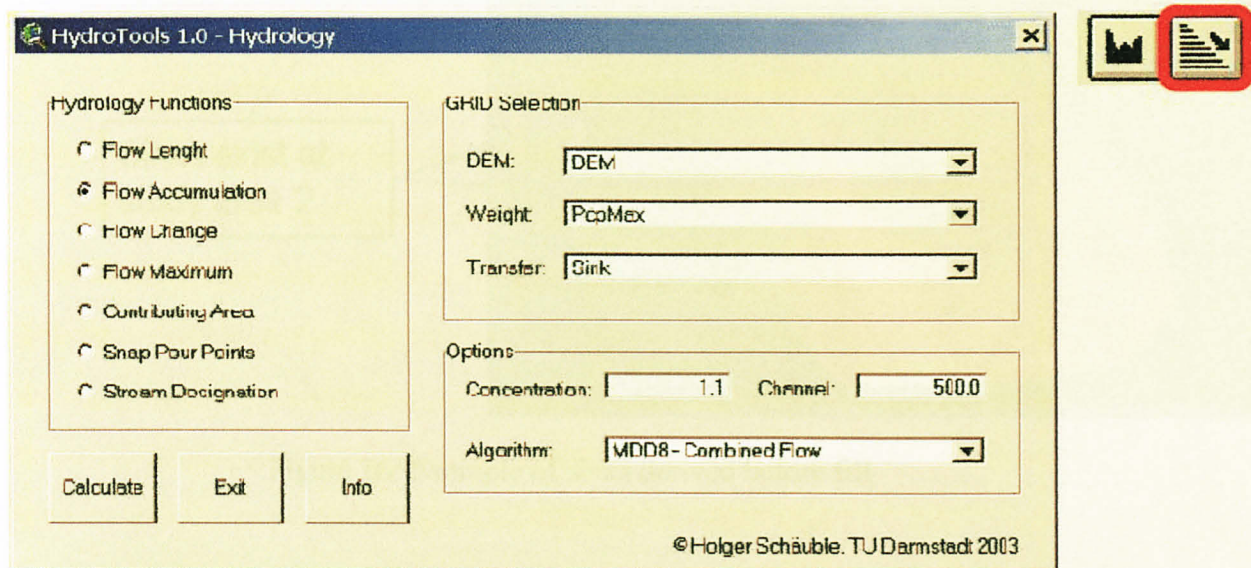 HydroTools 1.0 - Hydrology
Hydrology Functions
Flow Lenght
Flow Accumulation
Flow Change
Flow Maximum
Contributing Area
Snap Pour Points
Stream Designation
Calculate
Exit
Info
GRID Selection
DEM: DEM
Weight: PcpMax
Transfer: Sink
Options
Concentration: 1.1 Channel: 500.0
Algorithm: MDD8 - Combined Flow
© Holger Schäuble. TU Darmstadt 2003